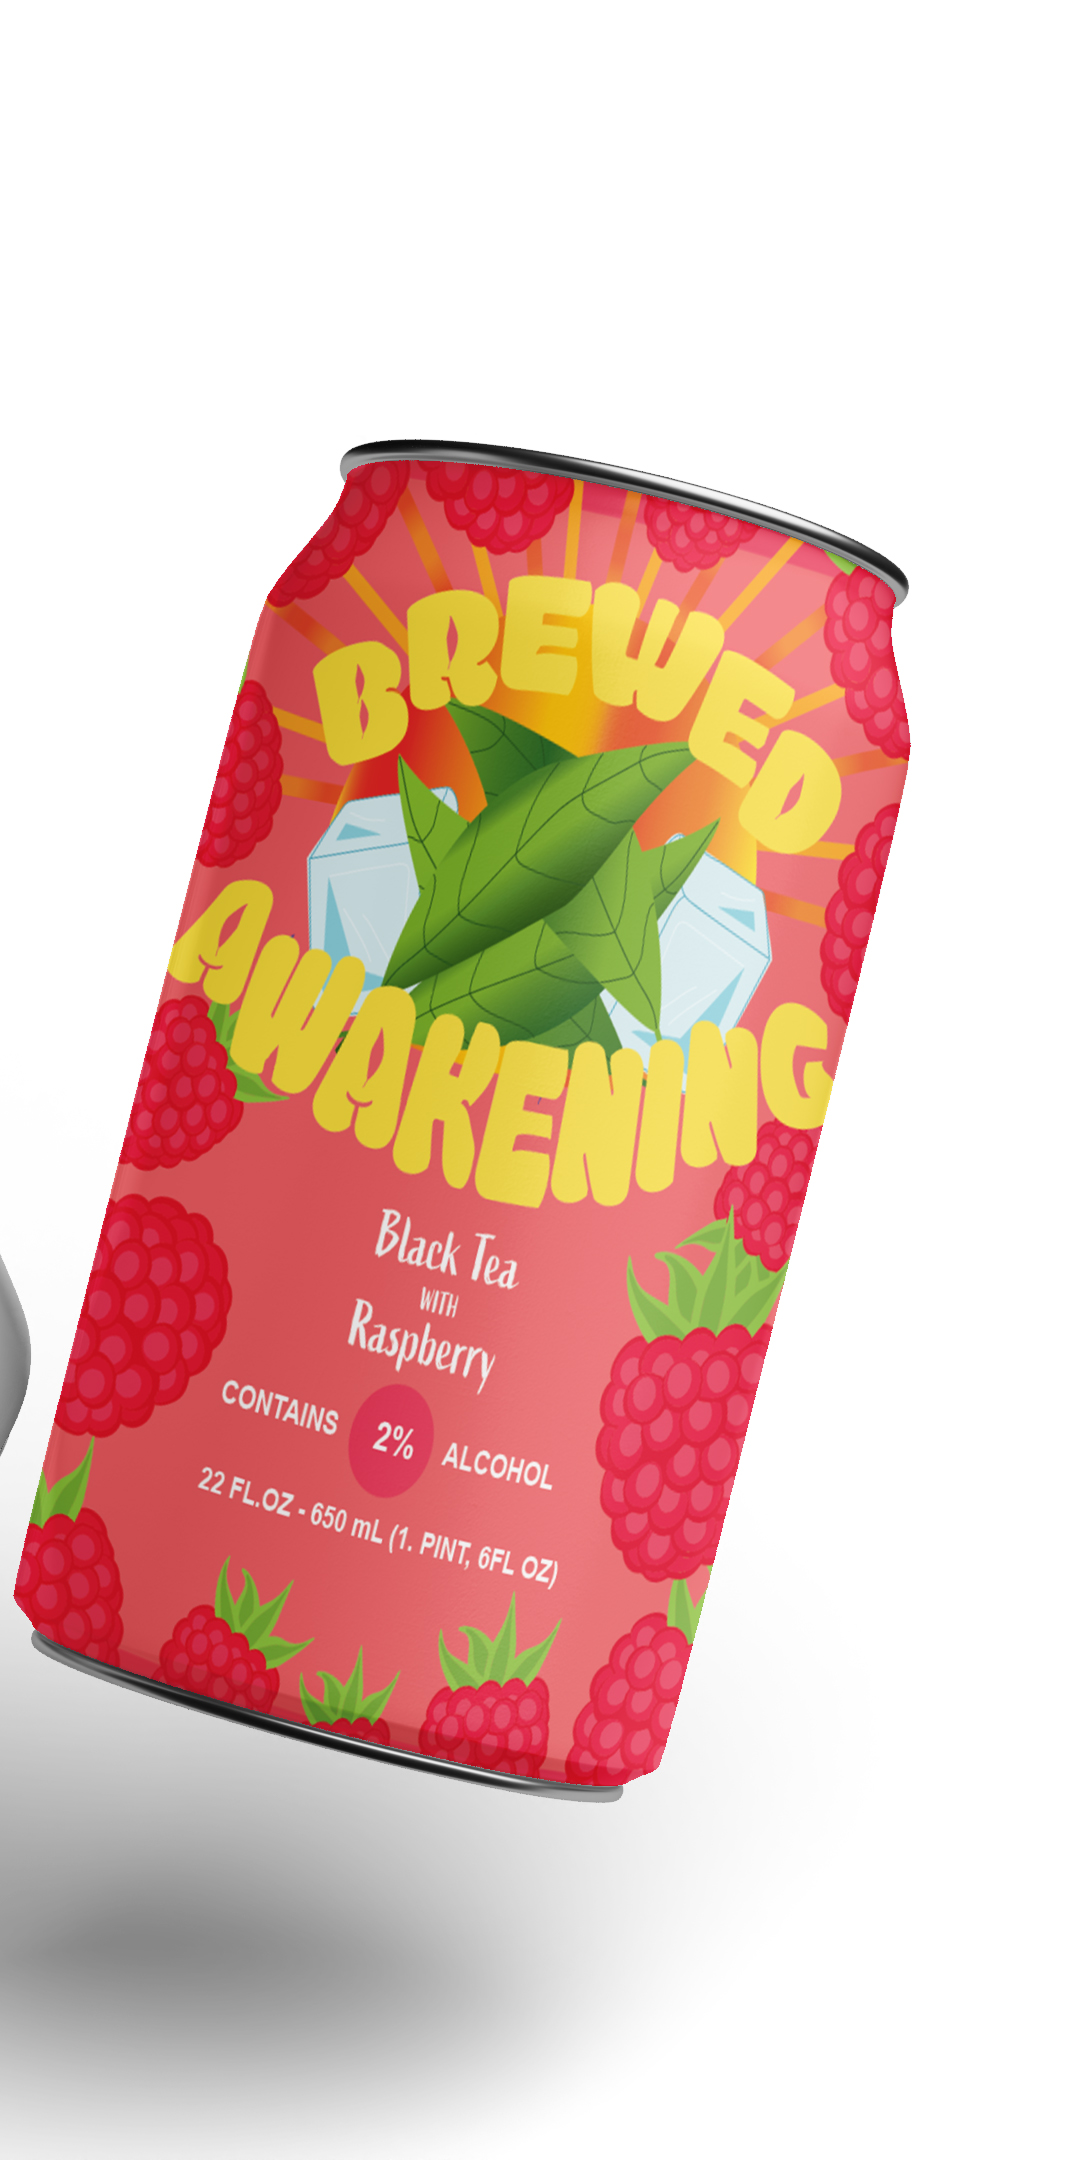 BREWED
AWAKENING
Black Tea
WITH
Raspberry
CONTAINS 2% ALCOHOL
22 FL.OZ - 650 mL (1. PINT, 6FL OZ)